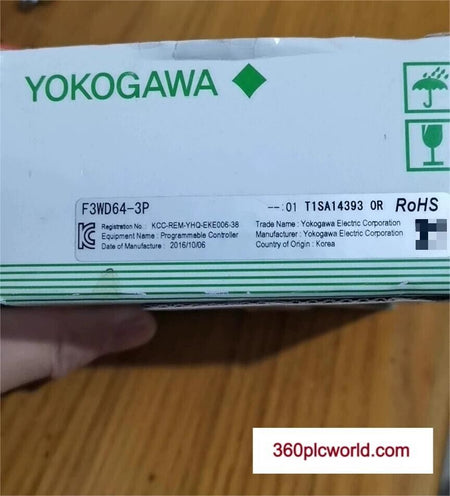 YOKOGAWA
F3WD64-3P
--:01 T1SA14393 0R RoHS
Registration No : KCC-REM-YHQ-EKE006-38
Equipment Name : Programmable Controller
Date of Manufacture : 2016/10/06
Trade Name : Yokogawa Electric Corporation
Manufacturer : Yokogawa Electric Corporation
Country of Origin : Korea
360plcworld.com